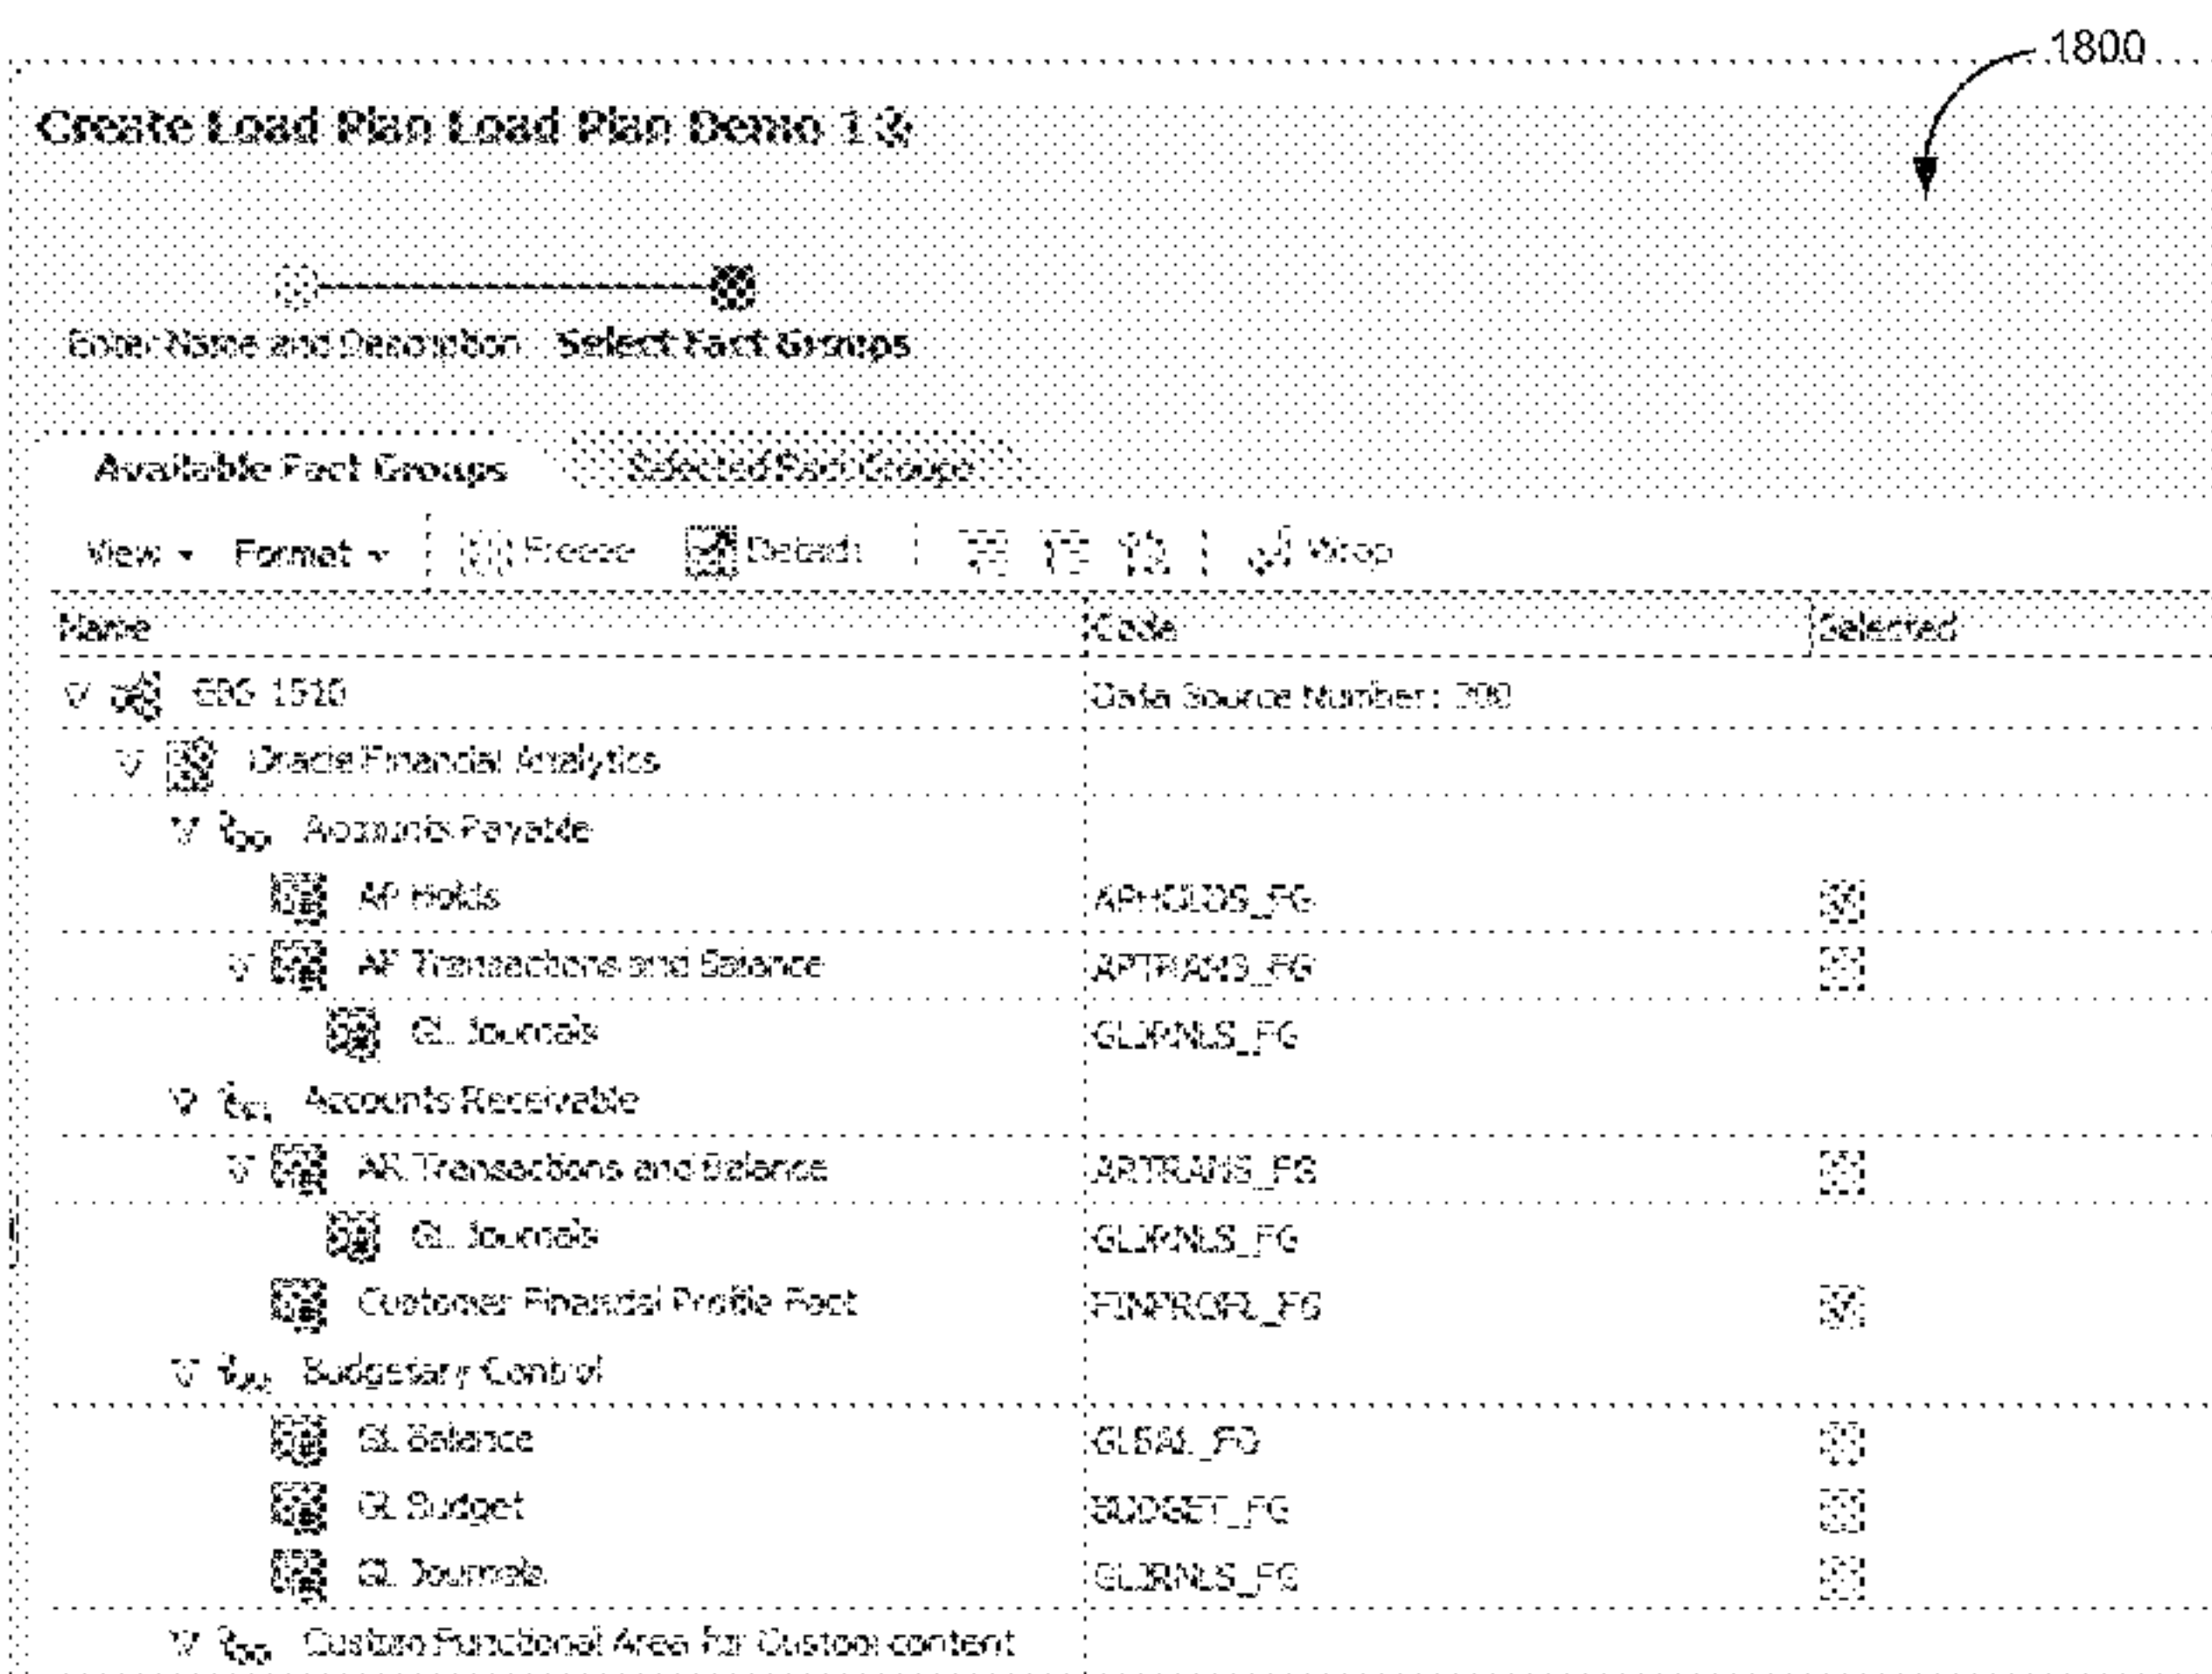 1800
Create Load Plan Load Plan Demo 1
Enter Name and Description Select Fact Groups
Available Fact Groups Selected Fact Groups
View Format Freeze Detach Wrap
Name Code Selected
Data Source Number: 300
Oracle Financial Analytics
Accounts Payable
AP Holds APHOLDS_FG
AP Transactions and Balance APTRANS_FG
GL Journals GLJRNLS_FG
Accounts Receivable
AR Transactions and Balance ARTRANS_FG
GL Journals GLJRNLS_FG
Customer Financial Profile Fact FINPROFL_FG
Budgetary Control
GL Balance GLBAL_FG
GL Budget BUDGET_FG
GL Journals GLJRNLS_FG
Custom Functional Area for Custom content